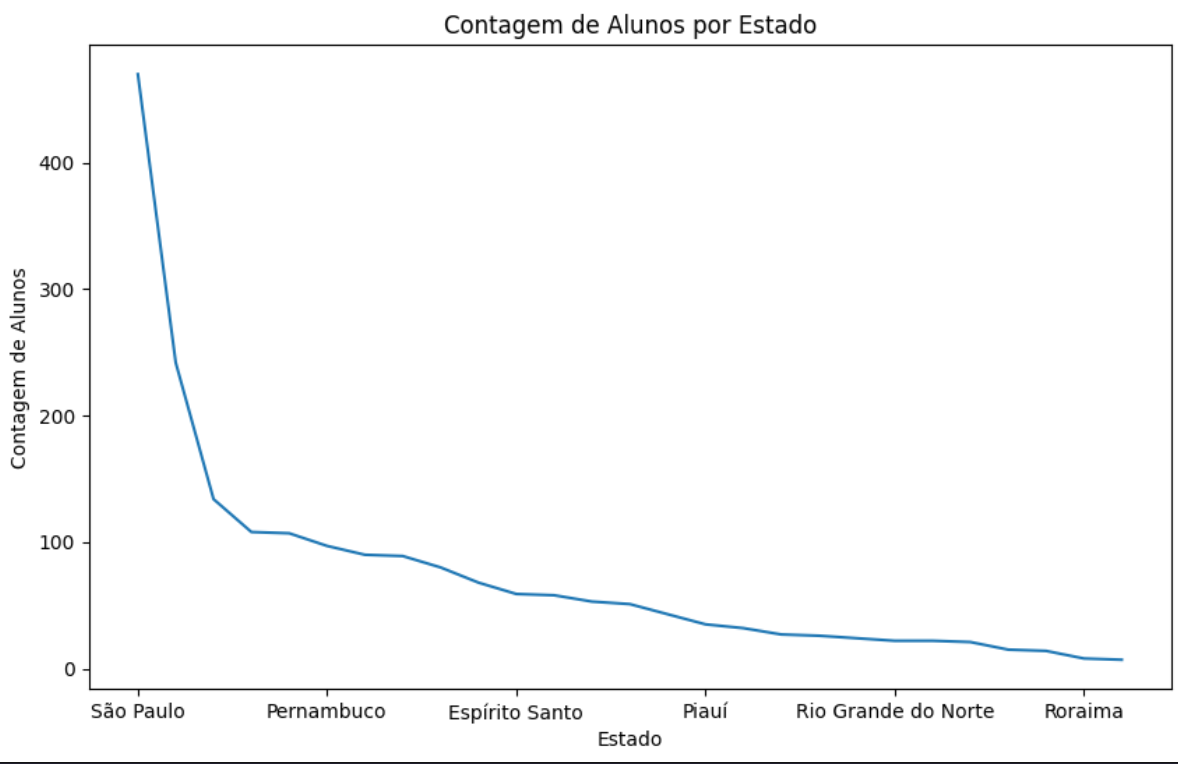 Contagem de Alunos por Estado
Contagem de Alunos
400
300
200
100
0
São Paulo Pernambuco Espírito Santo Piauí Rio Grande do Norte Roraima
Estado